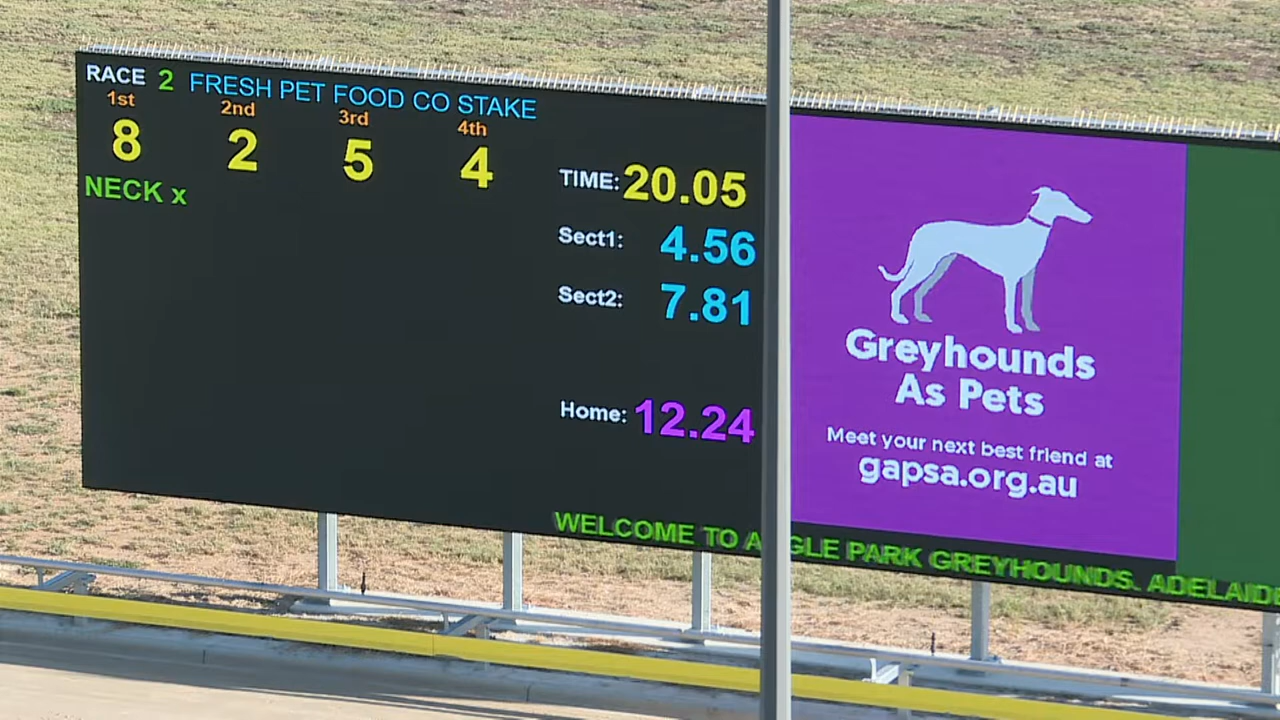 RACE 2 FRESH PET FOOD CO STAKE
1st 2nd 3rd 4th
8 2 5 4
NECK x
TIME: 20.05
Sect1: 4.56
Sect2: 7.81
Home: 12.24
Greyhounds
As Pets
Meet your next best friend at
gapsa.org.au
WELCOME TO A GLE PARK GREYHOUNDS. ADELAID